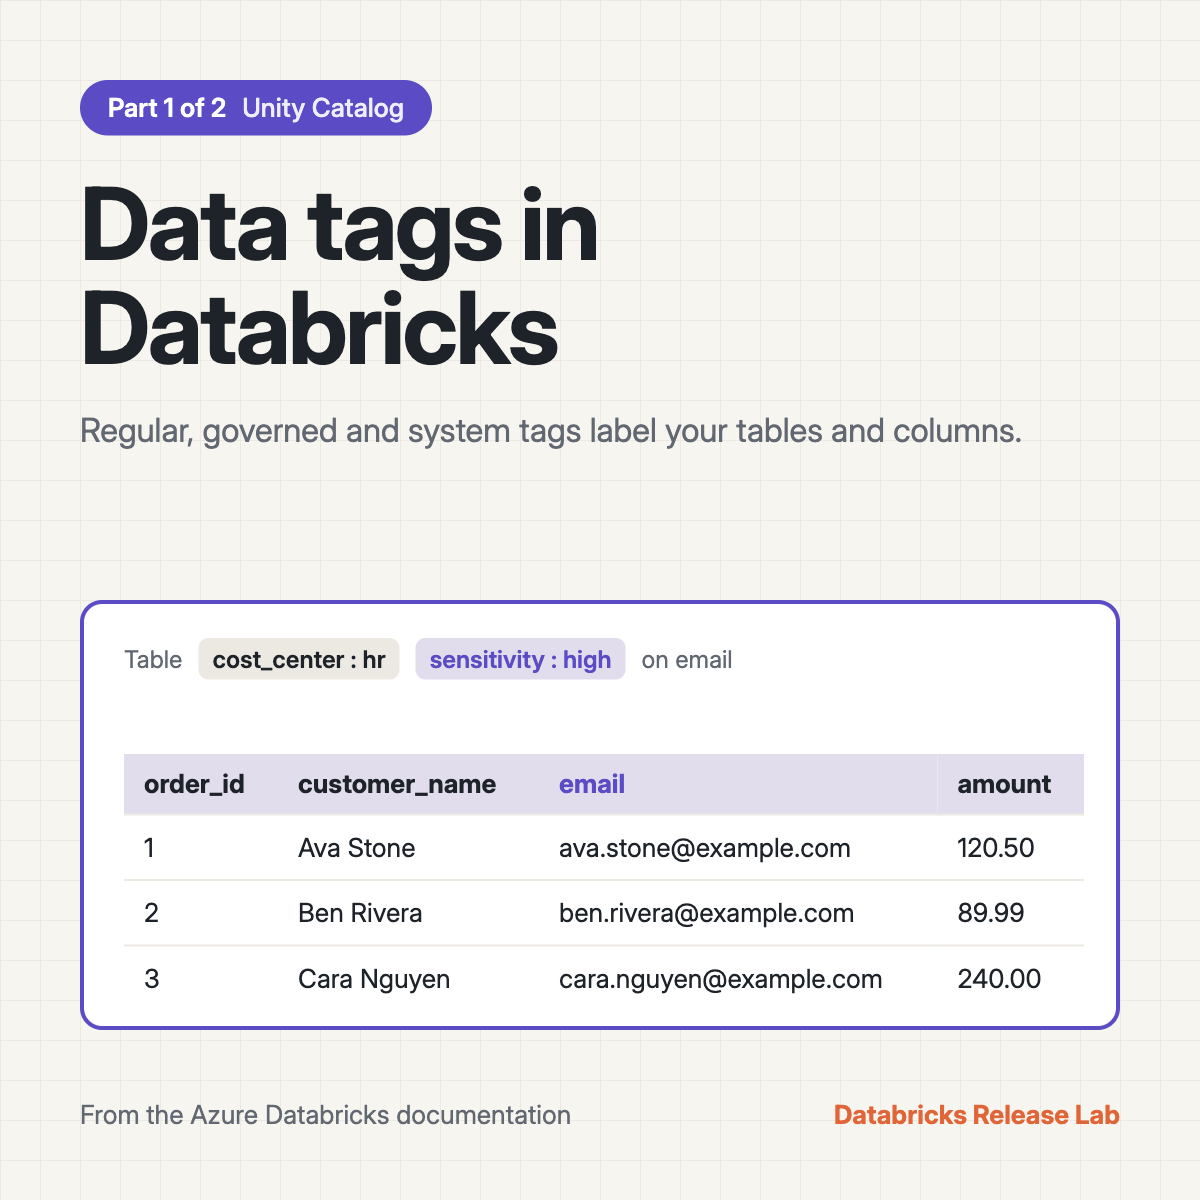 Part 1 of 2 Unity Catalog
Data tags in
Databricks
Regular, governed and system tags label your tables and columns.
Table cost_center : hr sensitivity : high on email
order_id customer_name email amount
1 Ava Stone ava.stone@example.com 120.50
2 Ben Rivera ben.rivera@example.com 89.99
3 Cara Nguyen cara.nguyen@example.com 240.00
From the Azure Databricks documentation Databricks Release Lab